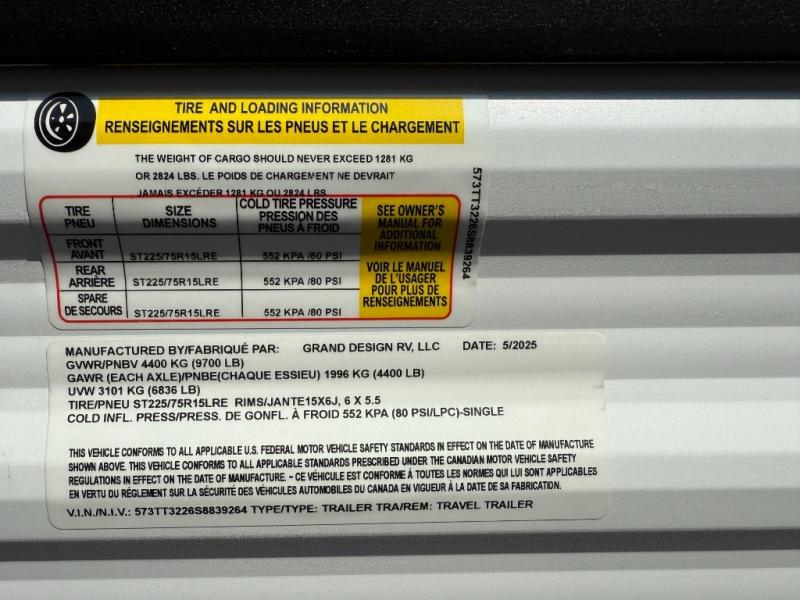 TIRE AND LOADING INFORMATION
RENSEIGNEMENTS SUR LES PNEUS ET LE CHARGEMENT
THE WEIGHT OF CARGO SHOULD NEVER EXCEED 1281 KG
OR 2824 LBS. LE POIDS DE CHARGEMENT NE DEVRAIT
JAMAIS EXCÉDER 1281 KG OU 2824 LBS
TIRE
PNEU
SIZE
DIMENSIONS
COLD TIRE PRESSURE
PRESSION DES
PNEUS À FROID
FRONT
AVANT
ST225/75R15LRE
552 KPA /80 PSI
REAR
ARRIÈRE
ST225/75R15LRE
552 KPA /80 PSI
SPARE
DE SECOURS
ST225/75R15LRE
552 KPA /80 PSI
SEE OWNER'S
MANUAL FOR
ADDITIONAL
INFORMATION
VOIR LE MANUEL
DE L'USAGER
POUR PLUS DE
RENSEIGNEMENTS
573TT3226S8839264
MANUFACTURED BY/FABRIQUÉ PAR: GRAND DESIGN RV, LLC DATE: 5/2025
GVWR/PNBV 4400 KG (9700 LB)
GAWR (EACH AXLE)/PNBE(CHAQUE ESSIEU) 1996 KG (4400 LB)
UVW 3101 KG (6836 LB)
TIRE/PNEU ST225/75R15LRE RIMS/JANTE15X6J, 6 X 5.5
COLD INFL. PRESS/PRESS. DE GONFL. À FROID 552 KPA (80 PSI/LPC)-SINGLE
THIS VEHICLE CONFORMS TO ALL APPLICABLE U.S. FEDERAL MOTOR VEHICLE SAFETY STANDARDS IN EFFECT ON THE DATE OF MANUFACTURE
SHOWN ABOVE. THIS VEHICLE CONFORMS TO ALL APPLICABLE STANDARDS PRESCRIBED UNDER THE CANADIAN MOTOR VEHICLE SAFETY
REGULATIONS IN EFFECT ON THE DATE OF MANUFACTURE. ~ CE VÉHICULE EST CONFORME À TOUTES LES NORMES QUI LUI SONT APPLICABLES
EN VERTU DU RÉGLEMENT SUR LA SÉCURITÉ DES VÉHICULES AUTOMOBILES DU CANADA EN VIGUEUR À LA DATE DE SA FABRICATION.
V.I.N./N.I.V.: 573TT3226S8839264 TYPE/TYPE: TRAILER TRA/REM: TRAVEL TRAILER